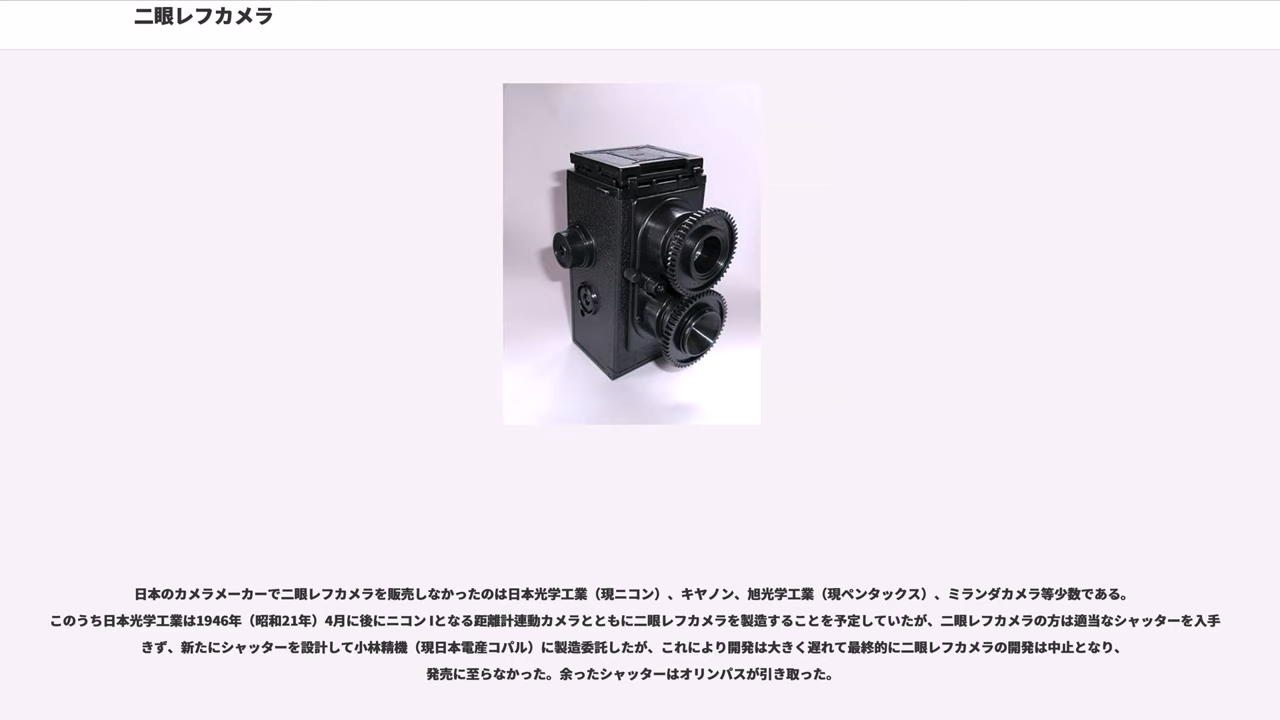 二眼レフカメラ
日本のカメラメーカーで二眼レフカメラを販売しなかったのは日本光学工業（現ニコン）、キヤノン、旭光学工業（現ペンタックス）、ミランダカメラ等少数である。
このうち日本光学工業は1946年（昭和21年）4月に後にニコン Iとなる距離計連動カメラとともに二眼レフカメラを製造することを予定していたが、二眼レフカメラの方は適当なシャッターを入手
きず、新たにシャッターを設計して小林精機（現日本電産コパル）に製造委託したが、これにより開発は大きく遅れて最終的に二眼レフカメラの開発は中止となり、
発売に至らなかった。余ったシャッターはオリンパスが引き取った。